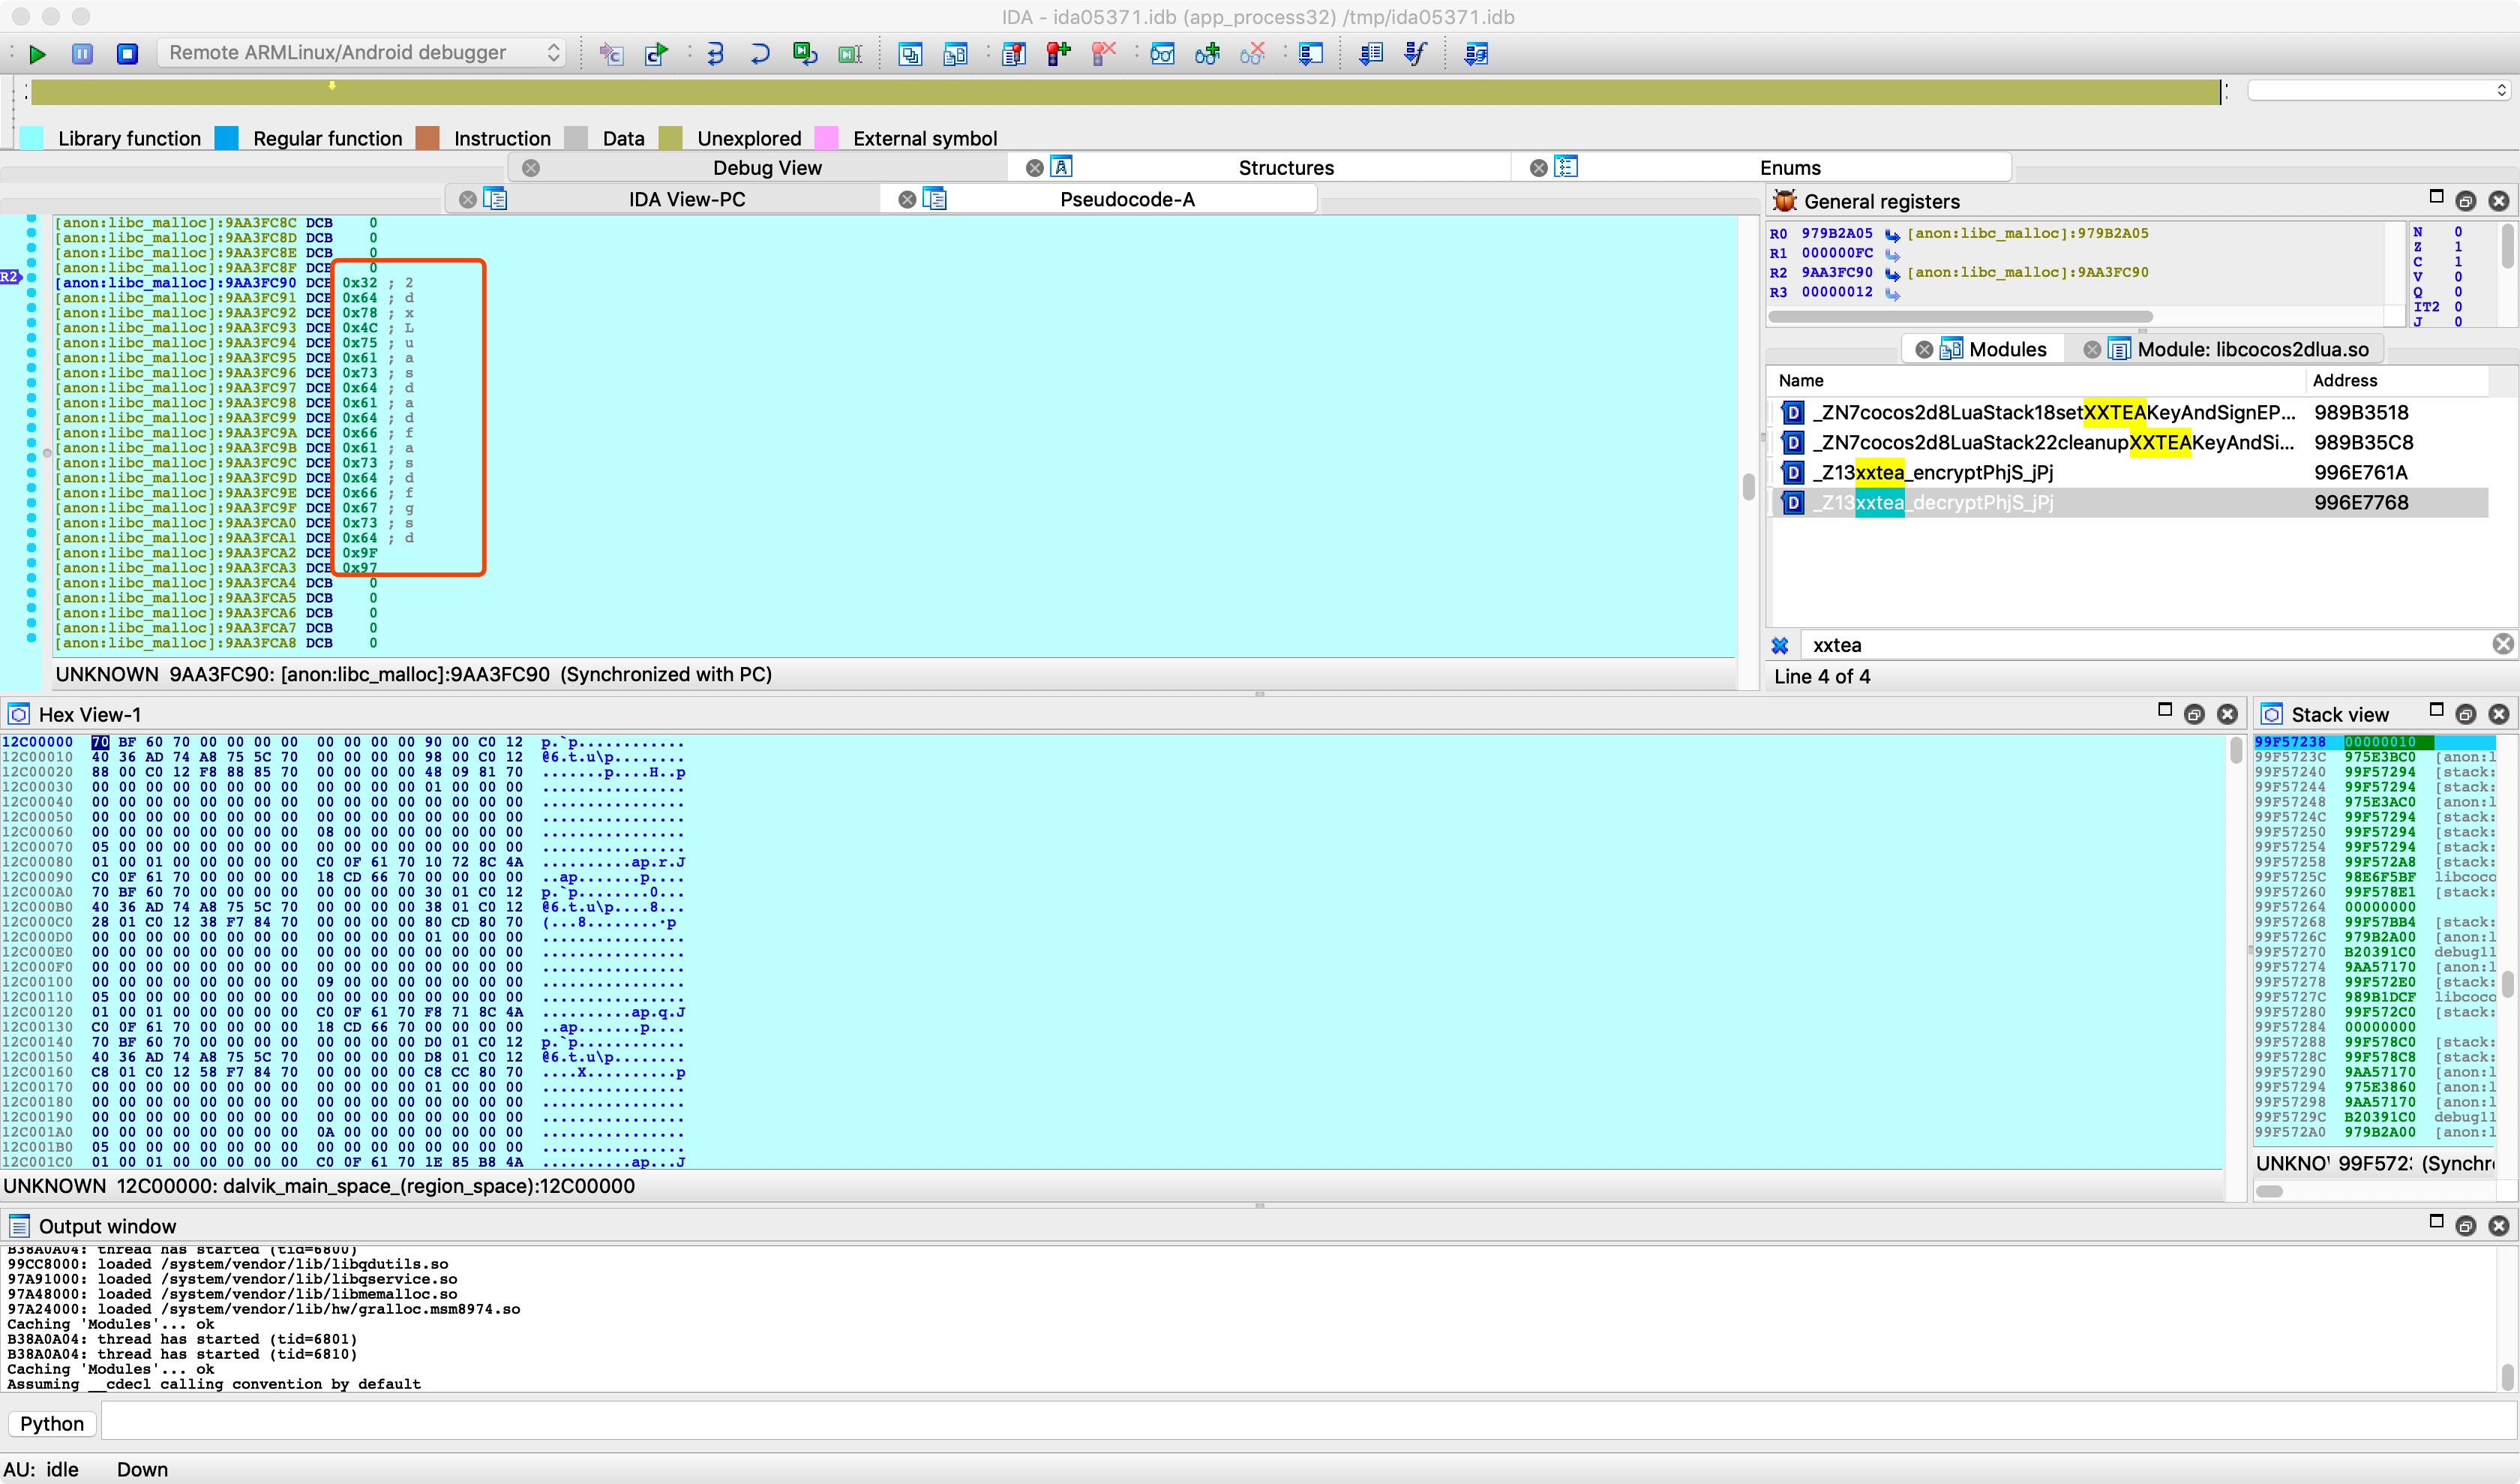 IDA - ida05371.idb (app_process32) /tmp/ida05371.idb
Remote ARMLinux/Android debugger
Library function Regular function Instruction Data Unexplored External symbol
Debug View Structures Enums
IDA View-PC Pseudocode-A
[anon:libc_malloc]:9AA3FC8C DCB 0
[anon:libc_malloc]:9AA3FC8D DCB 0
[anon:libc_malloc]:9AA3FC8E DCB 0
[anon:libc_malloc]:9AA3FC8F DCB 0
R2
[anon:libc_malloc]:9AA3FC90 DCB 0x32 ; 2
[anon:libc_malloc]:9AA3FC91 DCB 0x64 ; d
[anon:libc_malloc]:9AA3FC92 DCB 0x78 ; x
[anon:libc_malloc]:9AA3FC93 DCB 0x4C ; L
[anon:libc_malloc]:9AA3FC94 DCB 0x75 ; u
[anon:libc_malloc]:9AA3FC95 DCB 0x61 ; a
[anon:libc_malloc]:9AA3FC96 DCB 0x73 ; s
[anon:libc_malloc]:9AA3FC97 DCB 0x64 ; d
[anon:libc_malloc]:9AA3FC98 DCB 0x61 ; a
[anon:libc_malloc]:9AA3FC99 DCB 0x64 ; d
[anon:libc_malloc]:9AA3FC9A DCB 0x66 ; f
[anon:libc_malloc]:9AA3FC9B DCB 0x61 ; a
[anon:libc_malloc]:9AA3FC9C DCB 0x73 ; s
[anon:libc_malloc]:9AA3FC9D DCB 0x64 ; d
[anon:libc_malloc]:9AA3FC9E DCB 0x66 ; f
[anon:libc_malloc]:9AA3FC9F DCB 0x67 ; g
[anon:libc_malloc]:9AA3FCA0 DCB 0x73 ; s
[anon:libc_malloc]:9AA3FCA1 DCB 0x64 ; d
[anon:libc_malloc]:9AA3FCA2 DCB 0x9F
[anon:libc_malloc]:9AA3FCA3 DCB 0x97
[anon:libc_malloc]:9AA3FCA4 DCB 0
[anon:libc_malloc]:9AA3FCA5 DCB 0
[anon:libc_malloc]:9AA3FCA6 DCB 0
[anon:libc_malloc]:9AA3FCA7 DCB 0
[anon:libc_malloc]:9AA3FCA8 DCB 0
UNKNOWN 9AA3FC90: [anon:libc_malloc]:9AA3FC90 (Synchronized with PC)
General registers
R0 979B2A05 [anon:libc_malloc]:979B2A05
R1 000000FC
R2 9AA3FC90 [anon:libc_malloc]:9AA3FC90
R3 00000012
N 0
Z 1
C 1
V 0
Q 0
IT2 0
J 0
Modules Module: libcocos2dlua.so
Name Address
_ZN7cocos2d8LuaStack18setXXTEAKeyAndSignEP... 989B3518
_ZN7cocos2d8LuaStack22cleanupXXTEAKeyAndSi... 989B35C8
_Z13xxtea_encryptPhjS_jPj 996E761A
_Z13xxtea_decryptPhjS_jPj 996E7768
xxtea
Line 4 of 4
Hex View-1
12C00000 70 BF 60 70 00 00 00 00 00 00 00 00 90 00 C0 12 p.`p............
12C00010 40 36 AD 74 A8 75 5C 70 00 00 00 00 98 00 C0 12 @6.t.u\p........
12C00020 88 00 C0 12 F8 88 85 70 00 00 00 00 48 09 81 70 .......p....H..p
12C00030 00 00 00 00 00 00 00 00 00 00 00 00 01 00 00 00 ................
12C00040 00 00 00 00 00 00 00 00 00 00 00 00 00 00 00 00 ................
12C00050 00 00 00 00 00 00 00 00 00 00 00 00 00 00 00 00 ................
12C00060 00 00 00 00 00 00 00 00 08 00 00 00 00 00 00 00 ................
12C00070 05 00 00 00 00 00 00 00 00 00 00 00 00 00 00 00 ................
12C00080 01 00 01 00 00 00 00 00 C0 0F 61 70 10 72 8C 4A ..........ap.r.J
12C00090 C0 0F 61 70 00 00 00 00 18 CD 66 70 00 00 00 00 ..ap.......p....
12C000A0 70 BF 60 70 00 00 00 00 00 00 00 00 30 01 C0 12 p.`p........0...
12C000B0 40 36 AD 74 A8 75 5C 70 00 00 00 00 38 01 C0 12 @6.t.u\p....8...
12C000C0 28 01 C0 12 38 F7 84 70 00 00 00 00 80 CD 80 70 (...8.........p
12C000D0 00 00 00 00 00 00 00 00 00 00 00 00 01 00 00 00 ................
12C000E0 00 00 00 00 00 00 00 00 00 00 00 00 00 00 00 00 ................
12C000F0 00 00 00 00 00 00 00 00 00 00 00 00 00 00 00 00 ................
12C00100 00 00 00 00 00 00 00 00 09 00 00 00 00 00 00 00 ................
12C00110 05 00 00 00 00 00 00 00 00 00 00 00 00 00 00 00 ................
12C00120 01 00 01 00 00 00 00 00 C0 0F 61 70 F8 71 8C 4A ..........ap.q.J
12C00130 C0 0F 61 70 00 00 00 00 18 CD 66 70 00 00 00 00 ..ap.......p....
12C00140 70 BF 60 70 00 00 00 00 00 00 00 00 D0 01 C0 12 p.`p............
12C00150 40 36 AD 74 A8 75 5C 70 00 00 00 00 D8 01 C0 12 @6.t.u\p........
12C00160 C8 01 C0 12 58 F7 84 70 00 00 00 00 C8 CC 80 70 ....X..........p
12C00170 00 00 00 00 00 00 00 00 00 00 00 00 01 00 00 00 ................
12C00180 00 00 00 00 00 00 00 00 00 00 00 00 00 00 00 00 ................
12C00190 00 00 00 00 00 00 00 00 00 00 00 00 00 00 00 00 ................
12C001A0 00 00 00 00 00 00 00 00 0A 00 00 00 00 00 00 00 ................
12C001B0 05 00 00 00 00 00 00 00 00 00 00 00 00 00 00 00 ................
12C001C0 01 00 01 00 00 00 00 00 C0 0F 61 70 1E 85 B8 4A ..........ap...J
UNKNOWN 12C00000: dalvik_main_space_(region_space):12C00000
Stack view
99F57238 00000010
99F5723C 975E3BC0 [anon:l
99F57240 99F57294 [stack:
99F57244 99F57294 [stack:
99F57248 975E3AC0 [anon:l
99F5724C 99F57294 [stack:
99F57250 99F57294 [stack:
99F57254 99F57294 [stack:
99F57258 99F572A8 [stack:
99F5725C 98E6F5BF libcoco
99F57260 99F578E1 [stack:
99F57264 00000000
99F57268 99F57BB4 [stack:
99F5726C 979B2A00 [anon:l
99F57270 B20391C0 debugll
99F57274 9AA57170 [anon:l
99F57278 99F572E0 [stack:
99F5727C 989B1DCF libcoco
99F57280 99F572C0 [stack:
99F57284 00000000
99F57288 99F578C0 [stack:
99F5728C 99F578C8 [stack:
99F57290 9AA57170 [anon:l
99F57294 975E3860 [anon:l
99F57298 9AA57170 [anon:l
99F5729C B20391C0 debugll
99F572A0 979B2A00 [anon:l
UNKNO 99F572 (Synchr
Output window
B38A0A04: thread has started (tid=6800)
99CC8000: loaded /system/vendor/lib/libqdutils.so
97A91000: loaded /system/vendor/lib/libqservice.so
97A48000: loaded /system/vendor/lib/libmemalloc.so
97A24000: loaded /system/vendor/lib/hw/gralloc.msm8974.so
Caching 'Modules'... ok
B38A0A04: thread has started (tid=6801)
B38A0A04: thread has started (tid=6810)
Caching 'Modules'... ok
Assuming __cdecl calling convention by default
Python
AU: idle Down